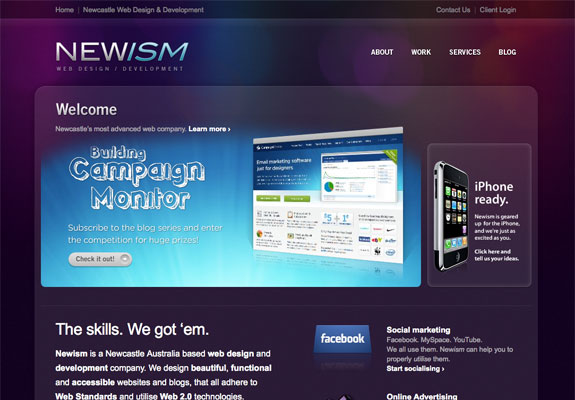 Home | Newcastle Web Design & Development
Contact Us | Client Login
NEWISM
WEB DESIGN / DEVELOPMENT
ABOUT WORK SERVICES BLOG
Welcome
Newcastle's most advanced web company. Learn more ›
Building
Campaign
Monitor
Subscribe to the blog series and enter
the competition for huge prizes!
Check it out!
Email marketing software
just for designers
$5+1¢
iPhone
ready.
Newism is geared
up for the iPhone,
and we're just as
excited as you.
Click here and
tell us your ideas.
The skills. We got ‘em.
Newism is a Newcastle Australia based web design and
development company. We design beautiful, functional
and accessible websites and blogs, that all adhere to
Web Standards and utilise Web 2.0 technologies.
facebook
Social marketing
Facebook. MySpace. YouTube.
We all use them. Newism can help you to
properly utilise them.
Start socialising ›
Online Advertising